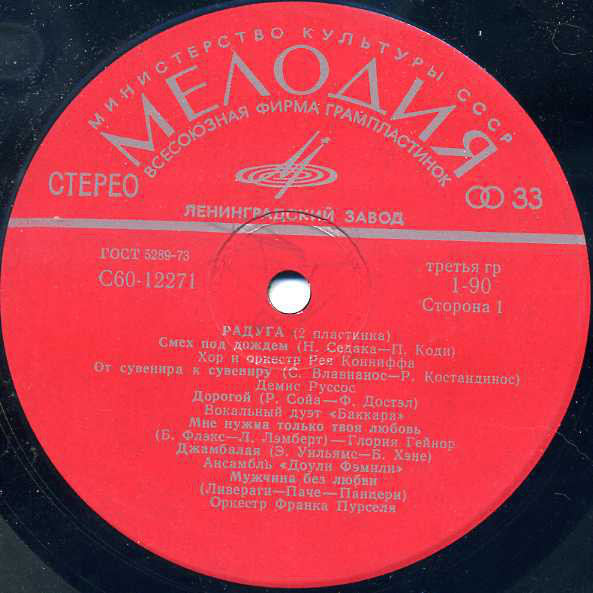 МИНИСТЕРСТВО КУЛЬТУРЫ СССР
МЕЛОДИЯ
ВСЕСОЮЗНАЯ ФИРМА ГРАМПЛАСТИНОК
СТЕРЕО
33
ЛЕНИНГРАДСКИЙ ЗАВОД
ГОСТ 5289-73
С60-12271
третья гр
1-90
Сторона 1
РАДУГА (2 пластинка)
Смех под дождем (Н. Седака—П. Коди)
Хор и оркестр Рея Конниффа
От сувенира к сувениру (С. Влавианос—Р. Костандинос)
Демис Руссос
Дорогой (Р. Сойа—Ф. Достэл)
Вокальный дуэт «Баккара»
Мне нужна только твоя любовь
(Б. Флэкс—Л. Лэмберт)—Глория Гейнор
Джамбалая (Э. Уильямс—Б. Хэне)
Ансамбль «Доули Фэмили»
Мужчина без любви
(Ливераги—Паче—Панцери)
Оркестр Франка Пурселя